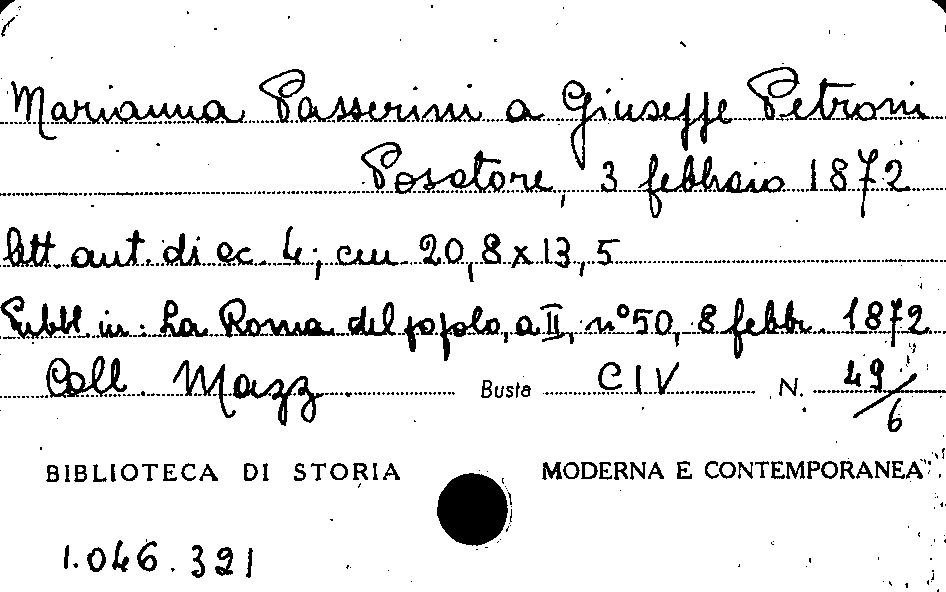 Marianna Passerini a Giuseppe Petroni
Posatore, 3 febbraio 1872
lett. aut. di cc. 4; cm 20,8 x 13,5
Pubbl. in: La Roma del popolo, a II, n° 50, 8 febbr. 1872
Coll. Mazz. Busta CIV N. 49/6
BIBLIOTECA DI STORIA MODERNA E CONTEMPORANEA
1.046.321